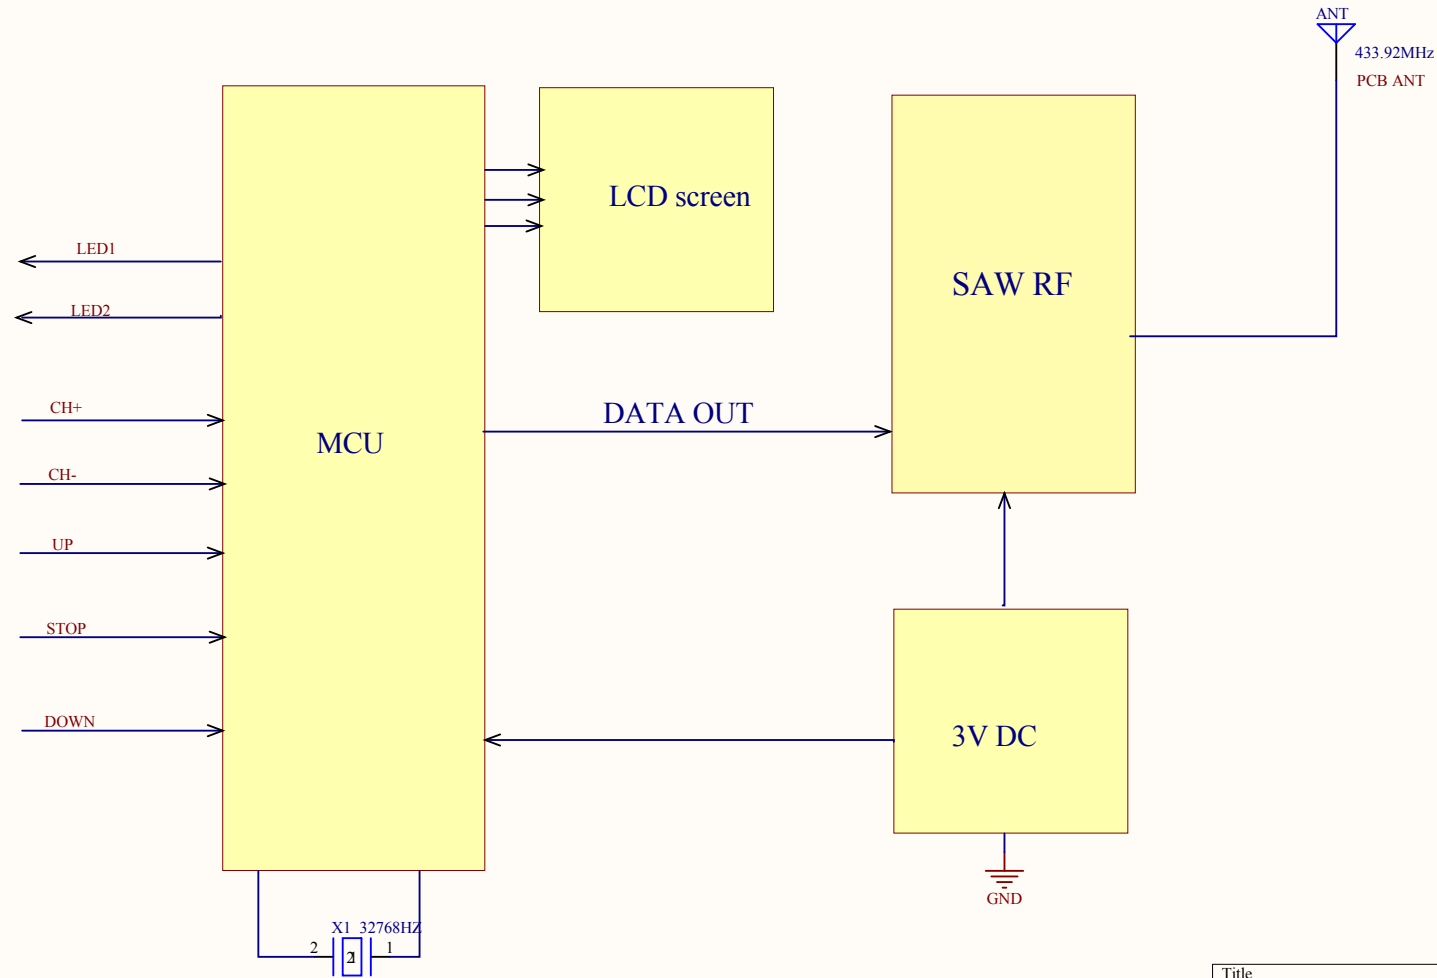 ANT
433.92MHz
PCB ANT
LCD screen
LED1
SAW RF
LED2
CH+
DATA OUT
MCU
CH-
UP
STOP
DOWN
3V DC
GND
X1 32768HZ
2
1
Title